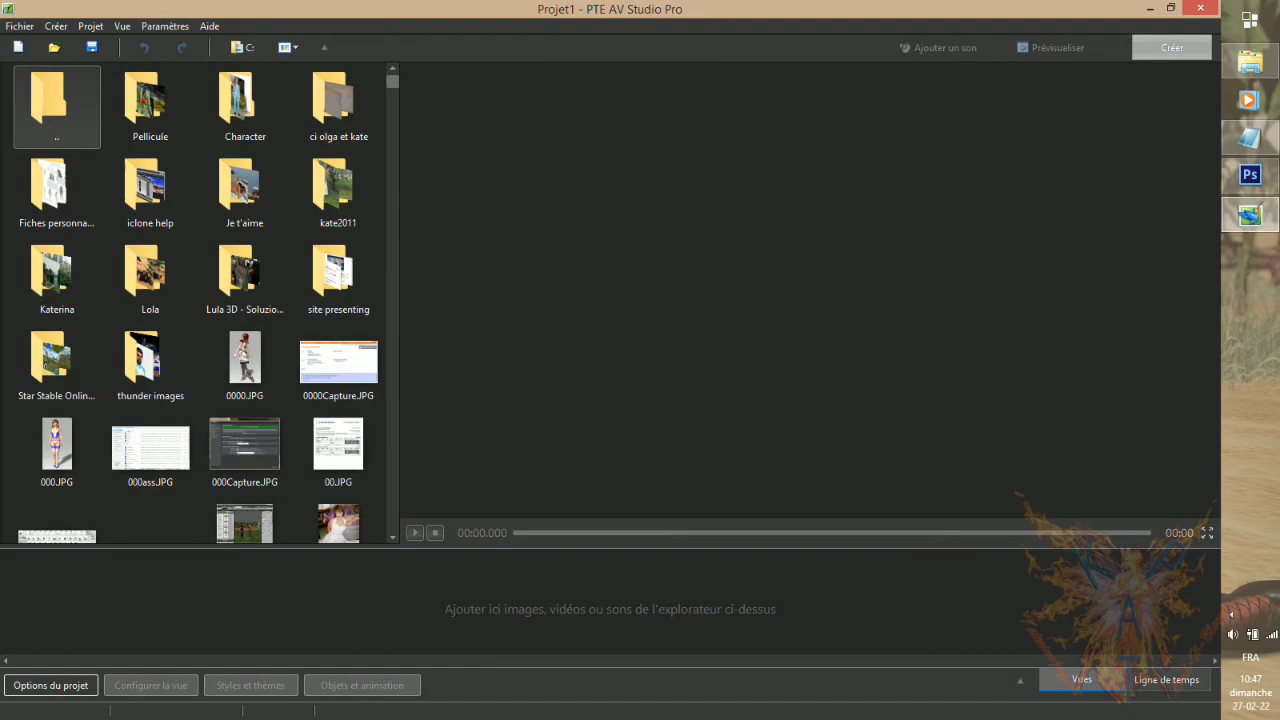 Projet1 - PTE AV Studio Pro
Fichier Créer Projet Vue Paramètres Aide
C: Ajouter un son Prévisualiser Créer
.. Pellicule Character ci olga et kate
Fiches personna... iclone help Je t'aime kate2011
Katerina Lola Lula 3D - Soluzio... site presenting
Star Stable Onlin... thunder images 0000.JPG 0000Capture.JPG
000.JPG 000ass.JPG 000Capture.JPG 00.JPG
00:00.000 00:00
Ajouter ici images, vidéos ou sons de l'explorateur ci-dessus
Options du projet Configurer la vue Styles et thèmes Objets et animation Vues Ligne de temps
Ps
FRA
10:47
dimanche
27-02-22